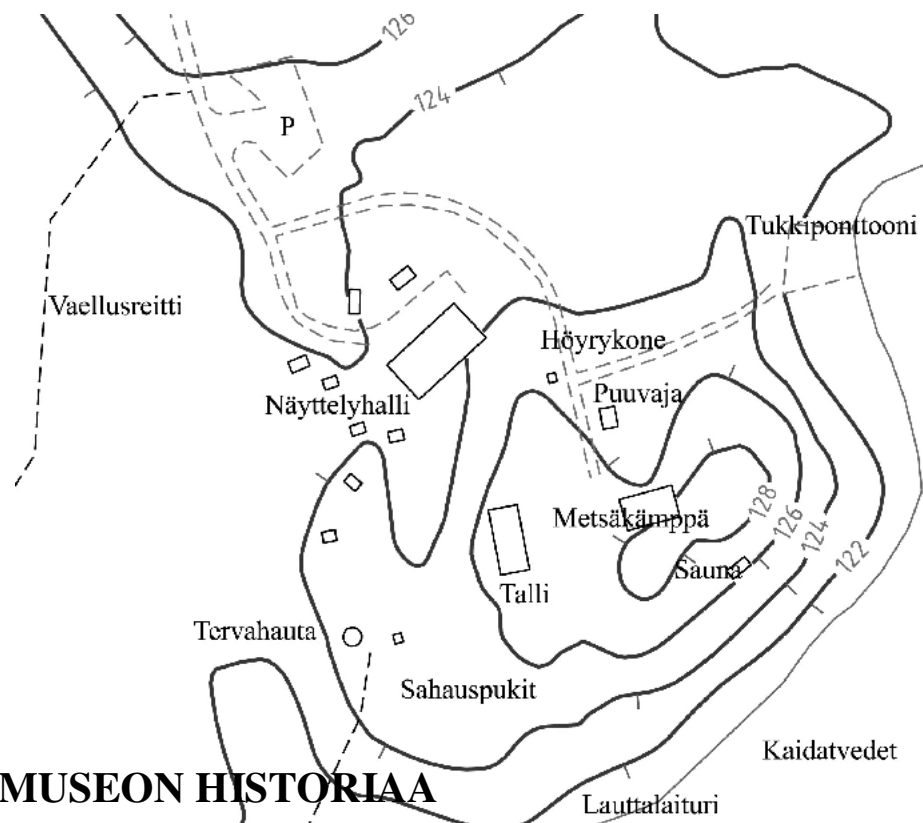 126
124
P
Tukkiponttooni
Vaellusreitti
Höyrykone
Puuvaja
Näyttelyhalli
128
Metsäkämppä
126
124
122
Sauna
Talli
Tervahauta
Sahauspukit
Kaidatvedet
MUSEON HISTORIAA
Lauttalaituri